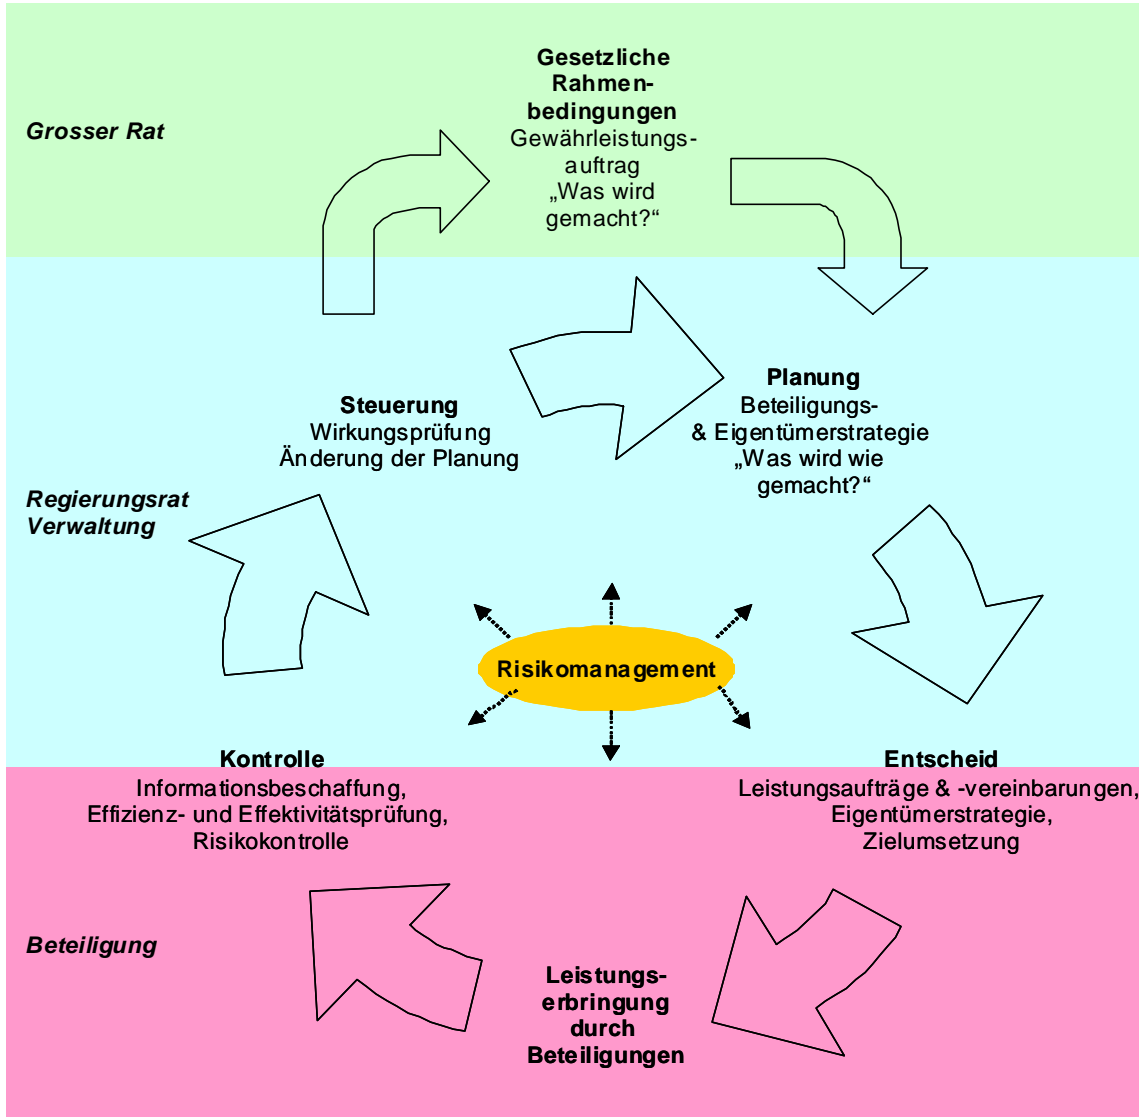 Gesetzliche
Rahmen-
bedingungen
Gewährleistungs-
auftrag
„Was wird
gemacht?“
Grosser Rat
Steuerung
Wirkungsprüfung
Änderung der Planung
Planung
Beteiligungs-
& Eigentümerstrategie
„Was wird wie
gemacht?“
Regierungsrat
Verwaltung
Risikomanagement
Kontrolle
Informationsbeschaffung,
Effizienz- und Effektivitätsprüfung,
Risikokontrolle
Entscheid
Leistungsaufträge & -vereinbarungen,
Eigentümerstrategie,
Zielumsetzung
Beteiligung
Leistungs-
erbringung
durch
Beteiligungen